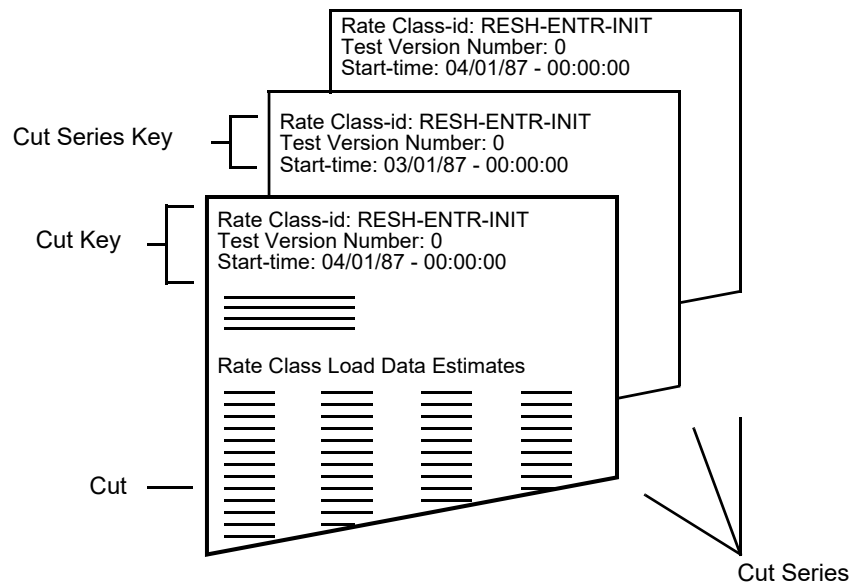 Rate Class-id: RESH-ENTR-INIT
Test Version Number: 0
Start-time: 04/01/87 - 00:00:00
Cut Series Key
Rate Class-id: RESH-ENTR-INIT
Test Version Number: 0
Start-time: 03/01/87 - 00:00:00
Cut Key
Rate Class-id: RESH-ENTR-INIT
Test Version Number: 0
Start-time: 04/01/87 - 00:00:00
Rate Class Load Data Estimates
Cut
Cut Series